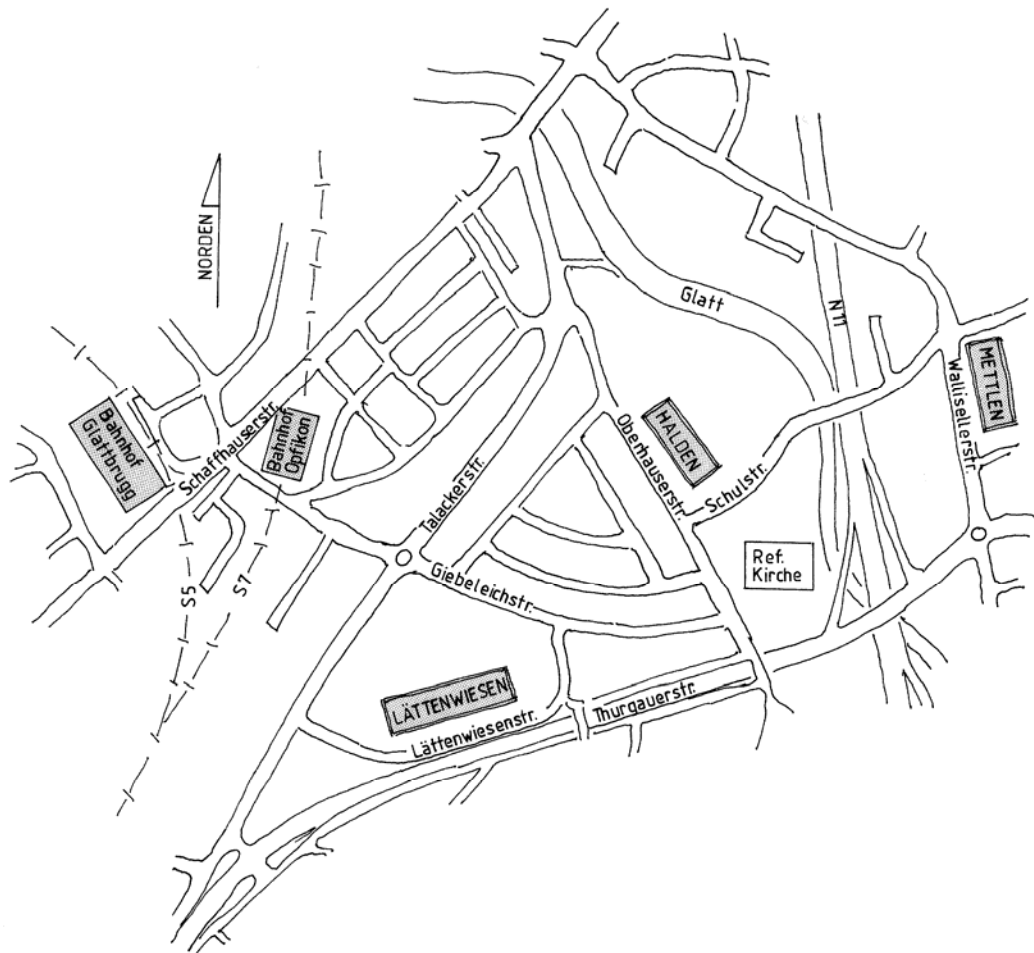 NORDEN
Glatt
N11
Bahnhof
Glattbrugg
Schaffhauserstr.
Bahnhof
Opfikon
METTLEN
Wallisellerstr.
HALDEN
Oberhauserstr.
Schulstr.
Talackerstr.
Ref.
Kirche
Giebeleichstr.
S5
S7
LÄTTENWIESEN
Lättenwiesenstr.
Thurgauerstr.